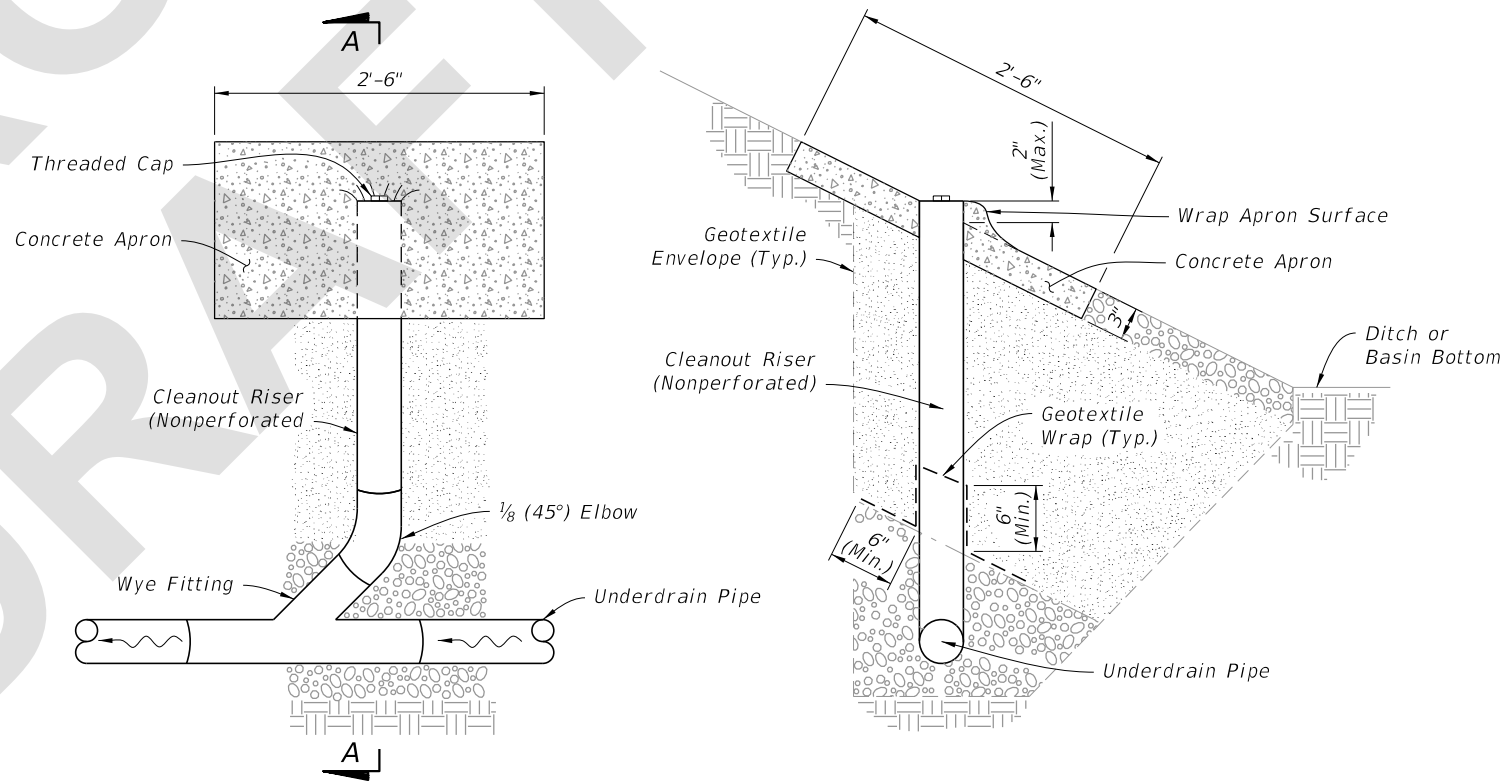 A
2'-6"
Threaded Cap
Concrete Apron
Cleanout Riser
(Nonperforated
⅛ (45°) Elbow
Wye Fitting
Underdrain Pipe
A
2'-6"
2"
(Max.)
Wrap Apron Surface
Geotextile
Envelope (Typ.)
Concrete Apron
3"
Ditch or
Basin Bottom
Cleanout Riser
(Nonperforated)
Geotextile
Wrap (Typ.)
6"
(Min.)
6"
(Min.)
Underdrain Pipe
DRAFT